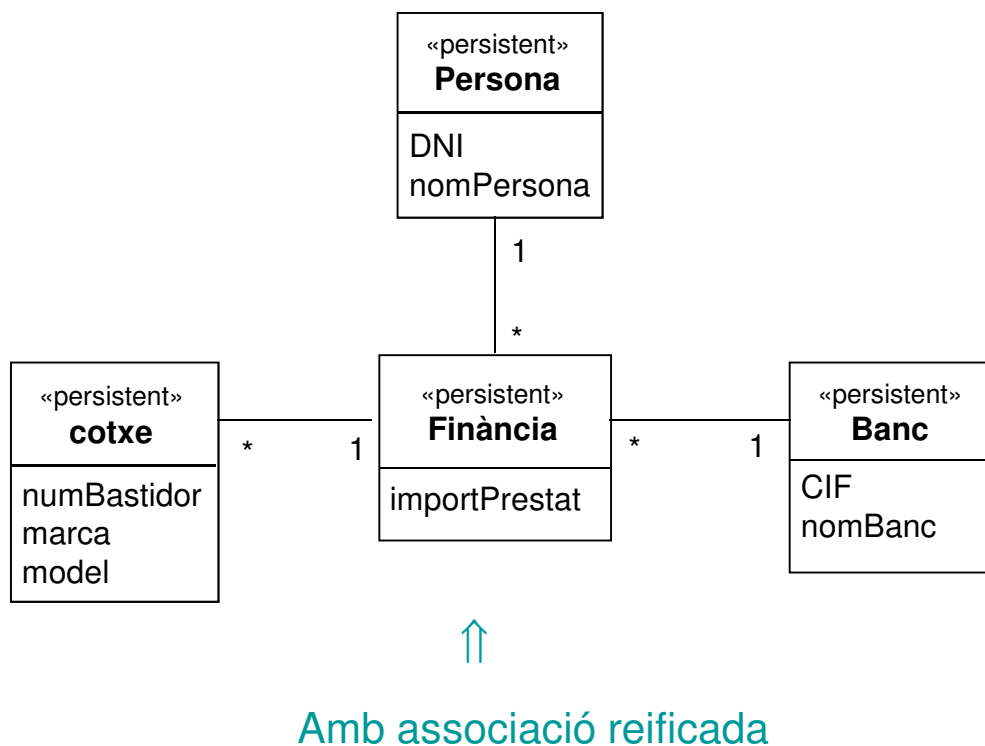 «persistent»
Persona
DNI
nomPersona
1
*
«persistent»
cotxe
numBastidor
marca
model
*
1
«persistent»
Finància
importPrestat
*
1
«persistent»
Banc
CIF
nomBanc
⇑
Amb associació reificada